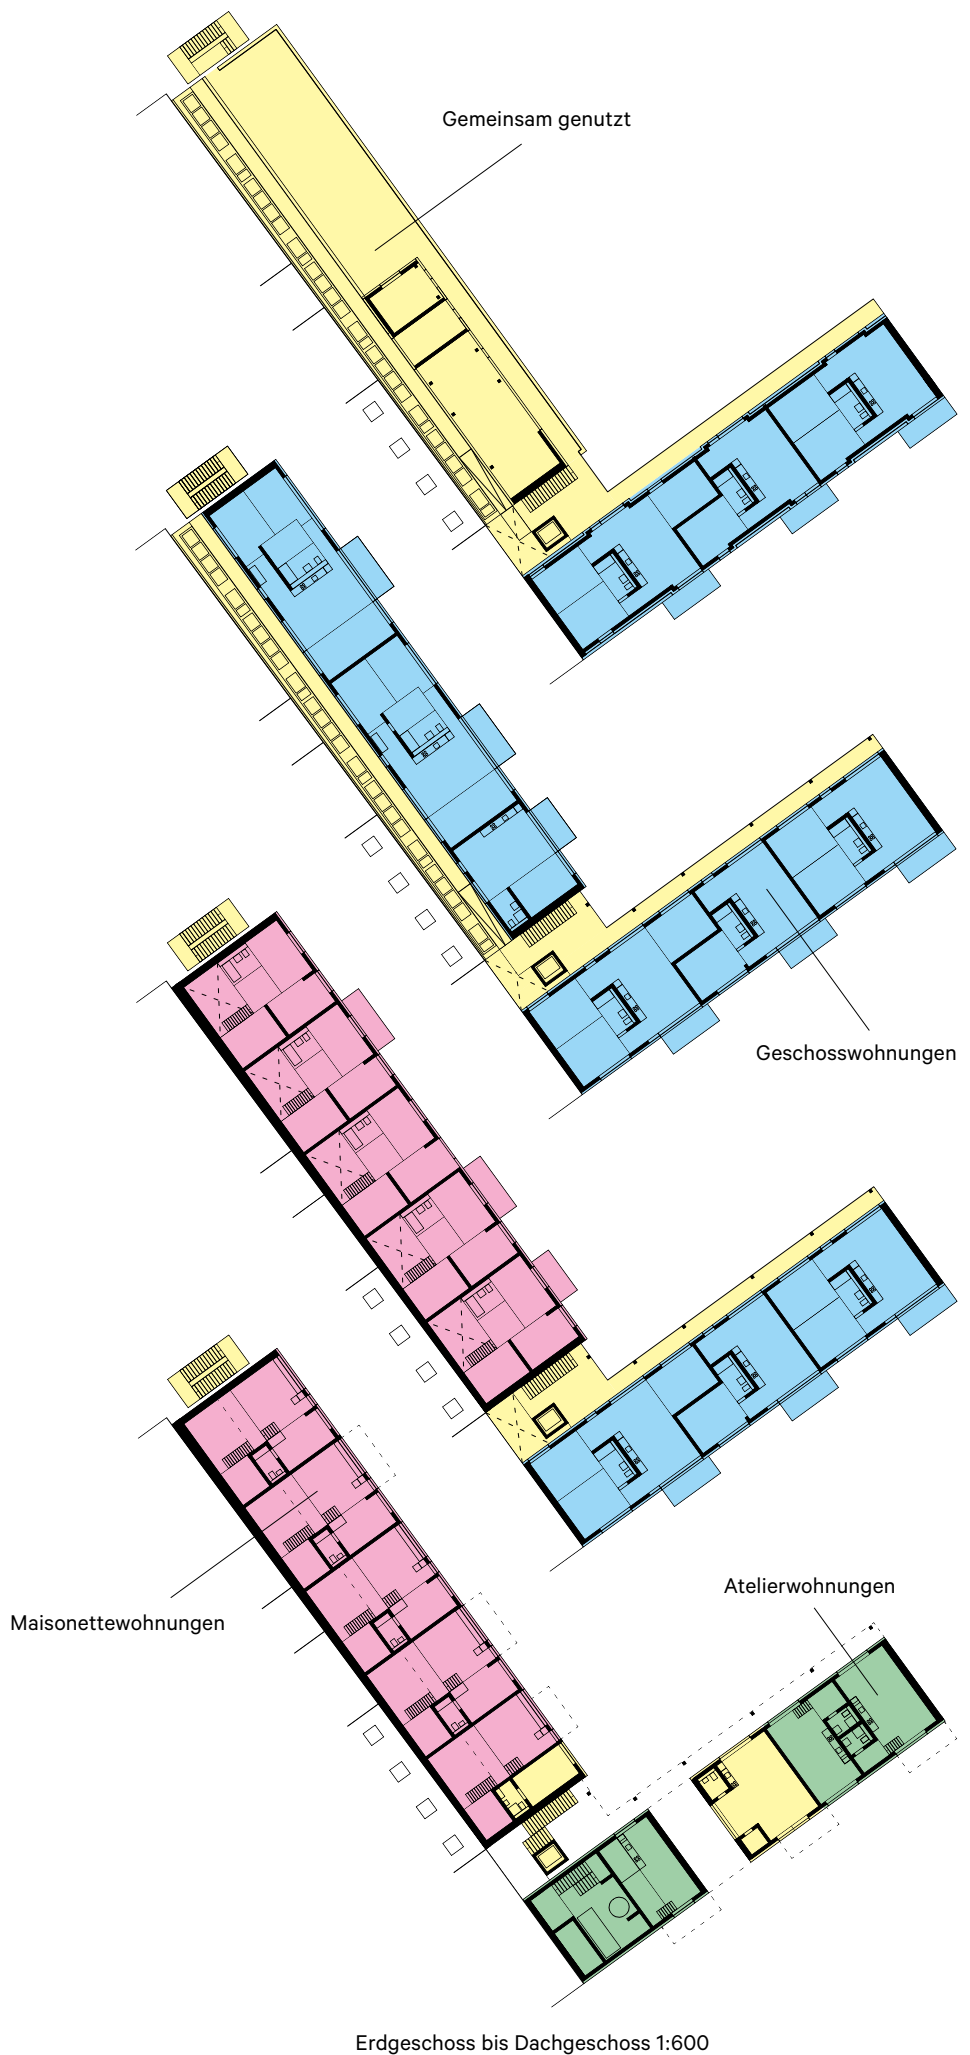 Gemeinsam genutzt
Geschosswohnungen
Atelierwohnungen
Maisonettewohnungen
Erdgeschoss bis Dachgeschoss 1:600